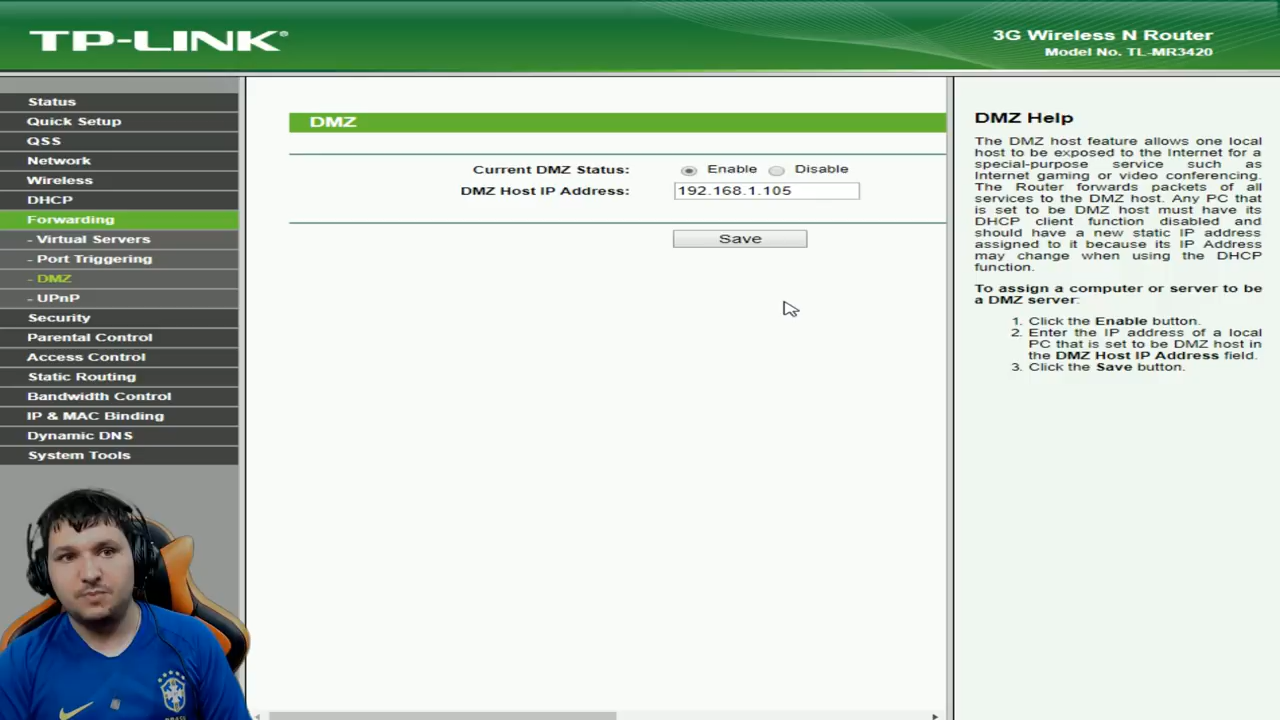 TP-LINK®
3G Wireless N Router
Model No. TL-MR3420
Status
Quick Setup
QSS
Network
Wireless
DHCP
Forwarding
- Virtual Servers
- Port Triggering
- DMZ
- UPnP
Security
Parental Control
Access Control
Static Routing
Bandwidth Control
IP & MAC Binding
Dynamic DNS
System Tools
DMZ
Current DMZ Status: Enable Disable
DMZ Host IP Address: 192.168.1.105
Save
DMZ Help
The DMZ host feature allows one local
host to be exposed to the Internet for a
special-purpose service such as
Internet gaming or video conferencing.
The Router forwards packets of all
services to the DMZ host. Any PC that
is set to be DMZ host must have its
DHCP client function disabled and
should have a new static IP address
assigned to it because its IP Address
may change when using the DHCP
function.
To assign a computer or server to be
a DMZ server:
1. Click the Enable button.
2. Enter the IP address of a local
PC that is set to be DMZ host in
the DMZ Host IP Address field.
3. Click the Save button.